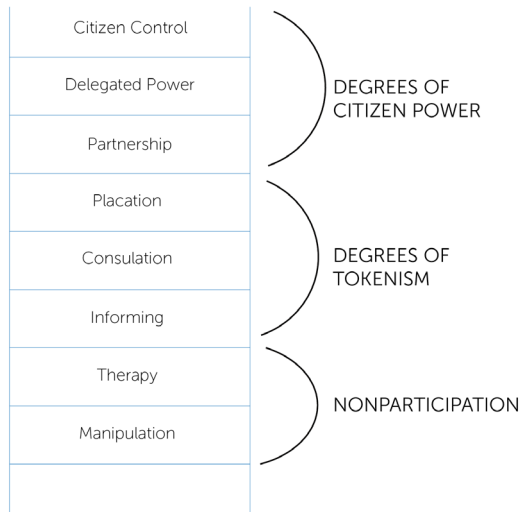 Citizen Control
Delegated Power
Partnership
DEGREES OF
CITIZEN POWER
Placation
Consulation
Informing
DEGREES OF
TOKENISM
Therapy
Manipulation
NONPARTICIPATION